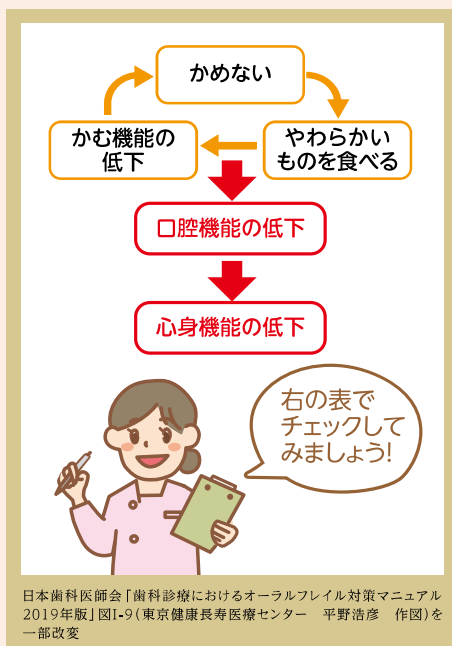 かめない
やわらかい
ものを食べる
かむ機能の
低下
口腔機能の低下
心身機能の低下
右の表で
チェックして
みましょう!
日本歯科医師会「歯科診療におけるオーラルフレイル対策マニュアル
2019年版」図I-9(東京健康長寿医療センター　平野浩彦　作図)を
一部改変